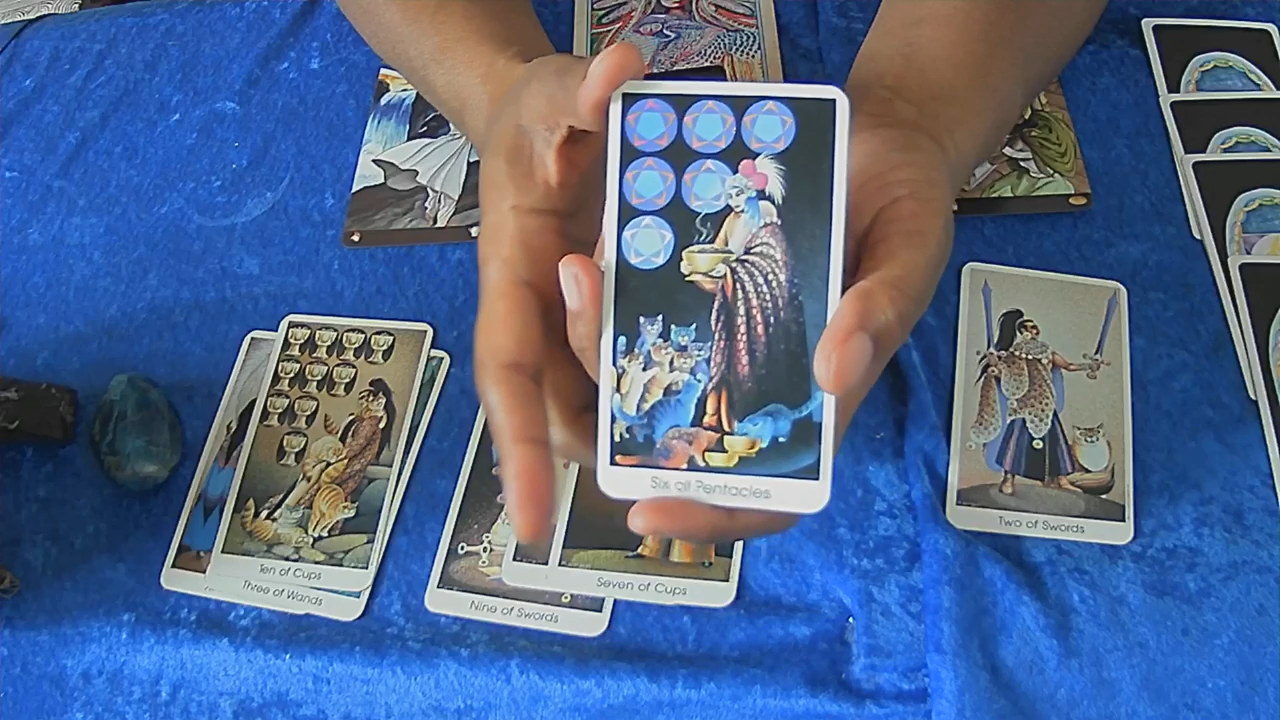 Six of Pentacles
Two of Swords
Ten of Cups
Three of Wands
Seven of Cups
Nine of Swords